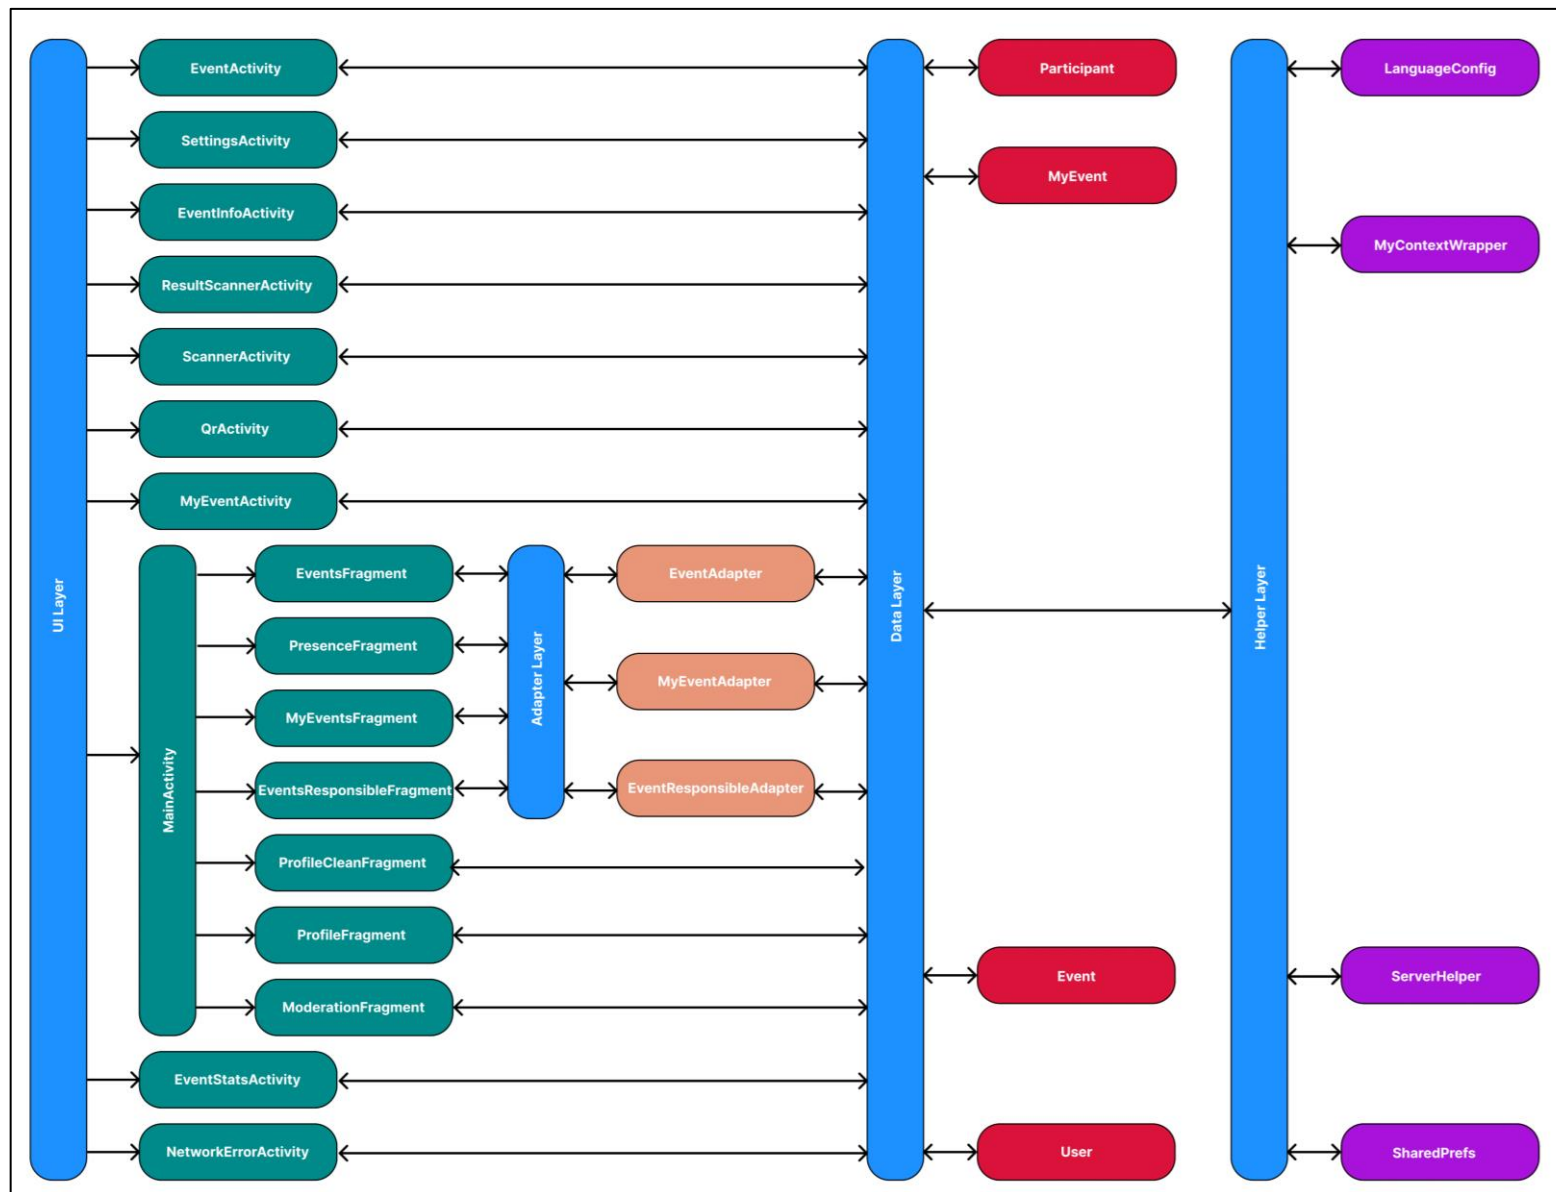 UI Layer
EventActivity
SettingsActivity
EventInfoActivity
ResultScannerActivity
ScannerActivity
QrActivity
MyEventActivity
MainActivity
EventsFragment
PresenceFragment
MyEventsFragment
EventsResponsibleFragment
ProfileCleanFragment
ProfileFragment
ModerationFragment
EventStatsActivity
NetworkErrorActivity
Adapter Layer
EventAdapter
MyEventAdapter
EventResponsibleAdapter
Data Layer
Participant
MyEvent
Event
User
Helper Layer
LanguageConfig
MyContextWrapper
ServerHelper
SharedPrefs